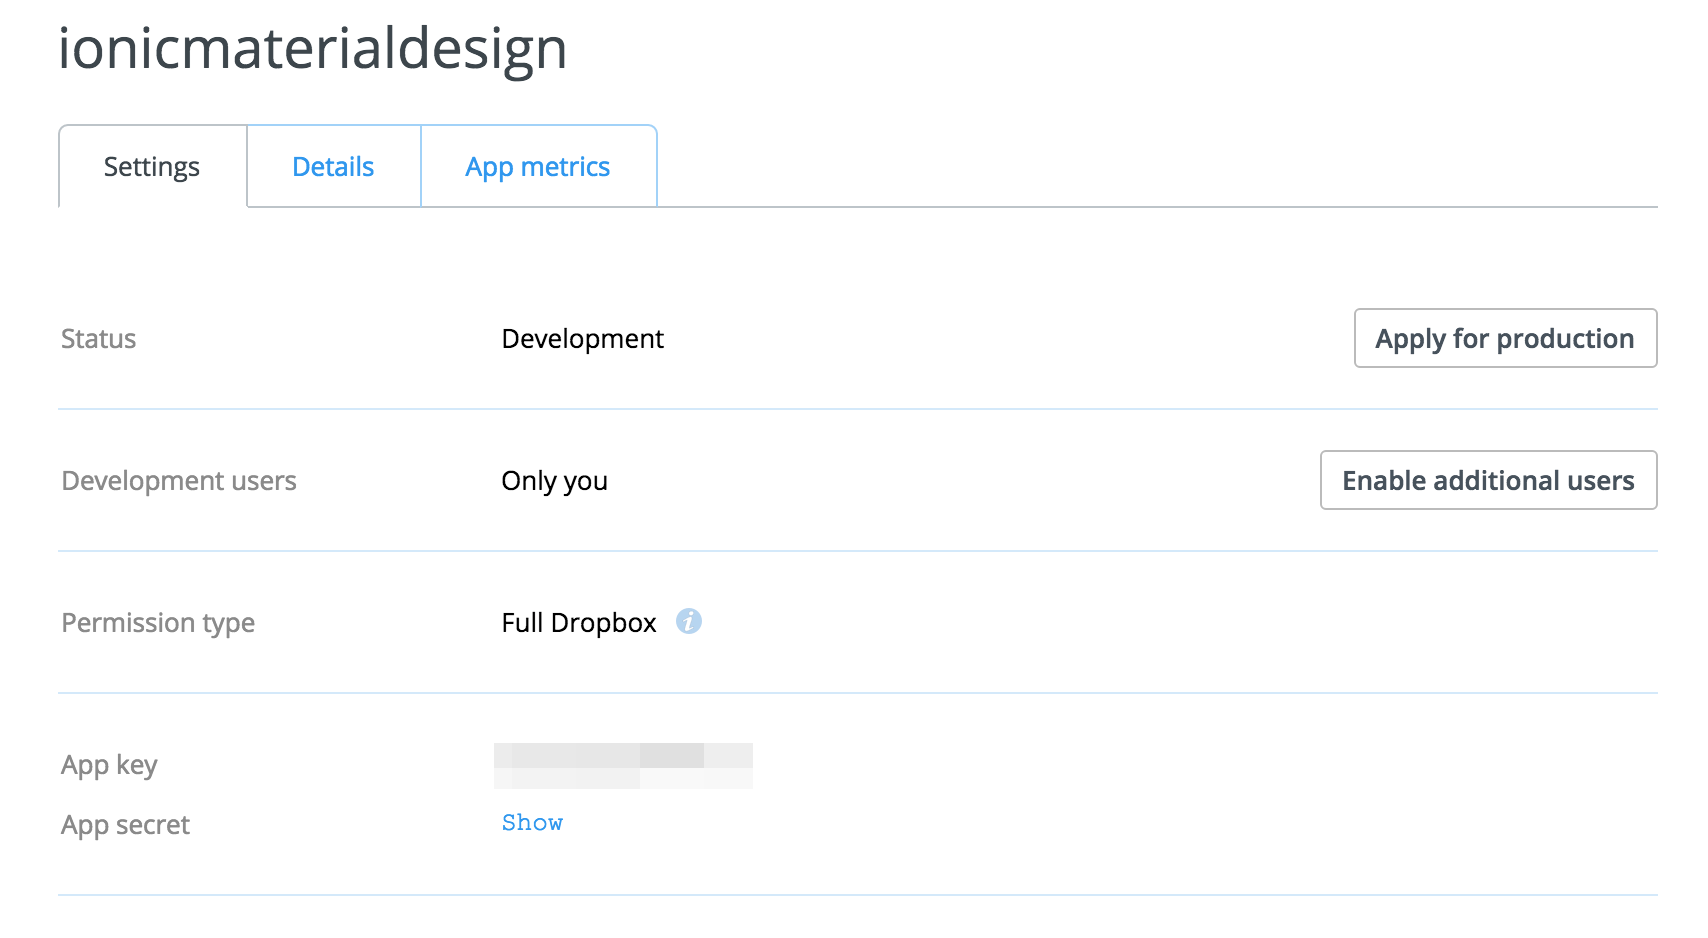 ionicmaterialdesign
Settings Details App metrics
Status Development Apply for production
Development users Only you Enable additional users
Permission type Full Dropbox i
App key
App secret Show